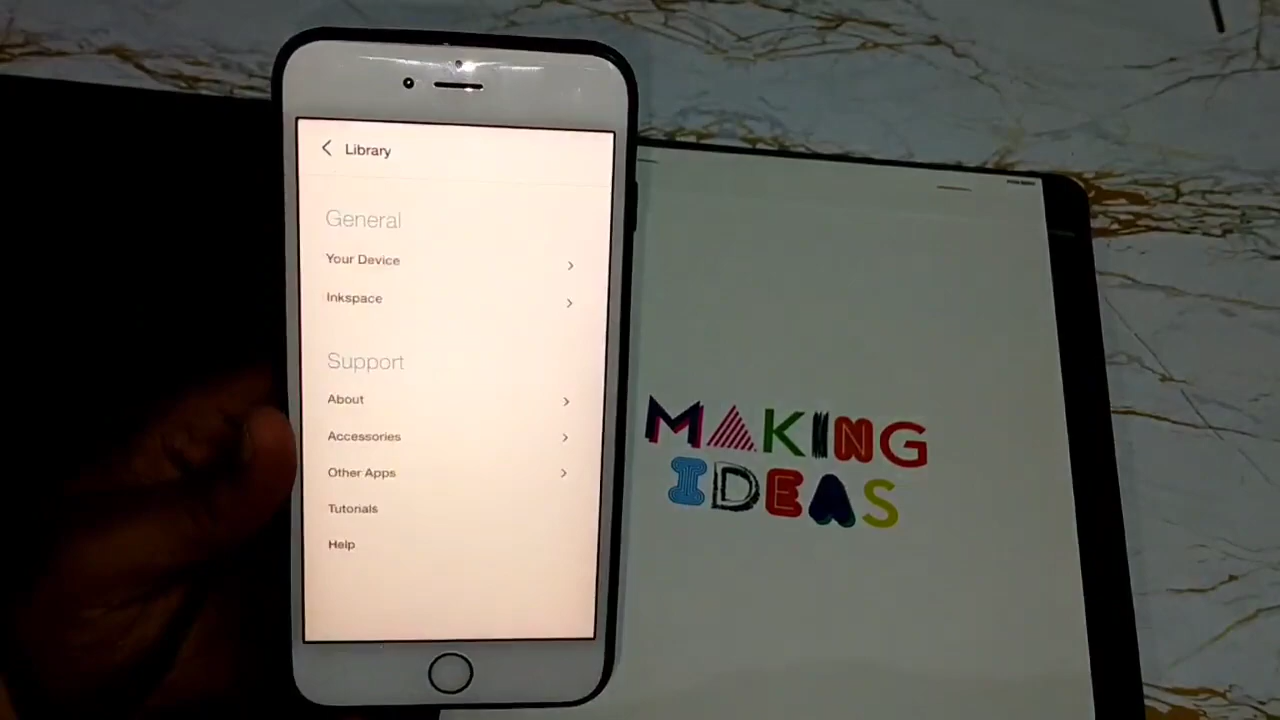 Library
General
Your Device
Inkspace
Support
About
Accessories
Other Apps
Tutorials
Help
MAKING
IDEAS